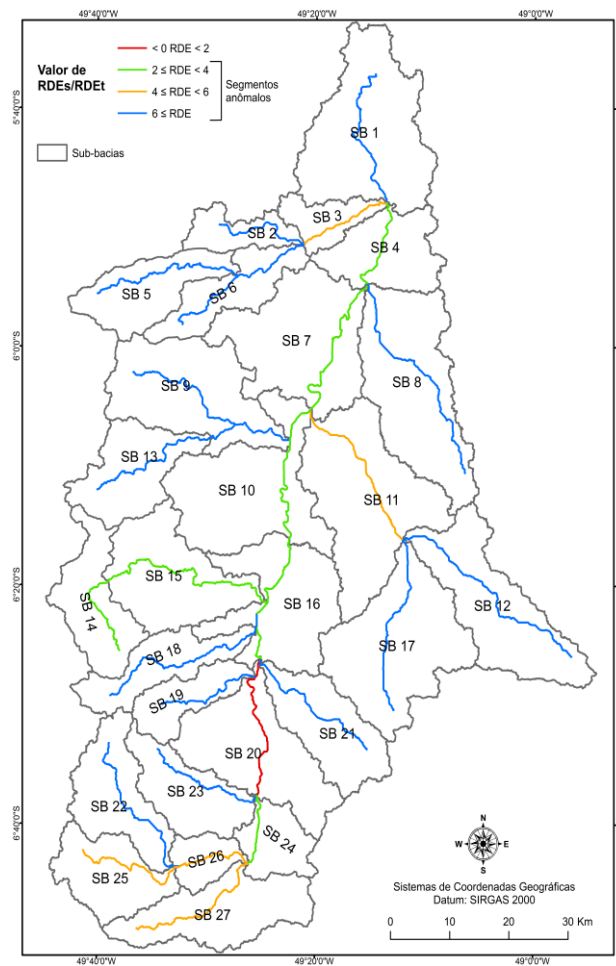 49°40'0"S
49°20'0"S
49°0'0"S
Valor de
RDEs/RDEt
< 0 RDE < 2
2 ≤ RDE < 4
4 ≤ RDE < 6
6 ≤ RDE
Segmentos
anômalos
Sub-bacias
5°40'0"S
6°0'0"S
6°20'0"S
6°40'0"S
SB 1
SB 2
SB 3
SB 4
SB 5
SB 6
SB 7
SB 8
SB 9
SB 13
SB 10
SB 11
SB 15
SB 14
SB 16
SB 12
SB 17
SB 18
SB 19
SB 20
SB 21
SB 22
SB 23
SB 24
SB 25
SB 26
SB 27
N
W
E
S
Sistemas de Coordenadas Geográficas
Datum: SIRGAS 2000
0 10 20 30 Km
49°40'0"S
49°20'0"S
49°0'0"S